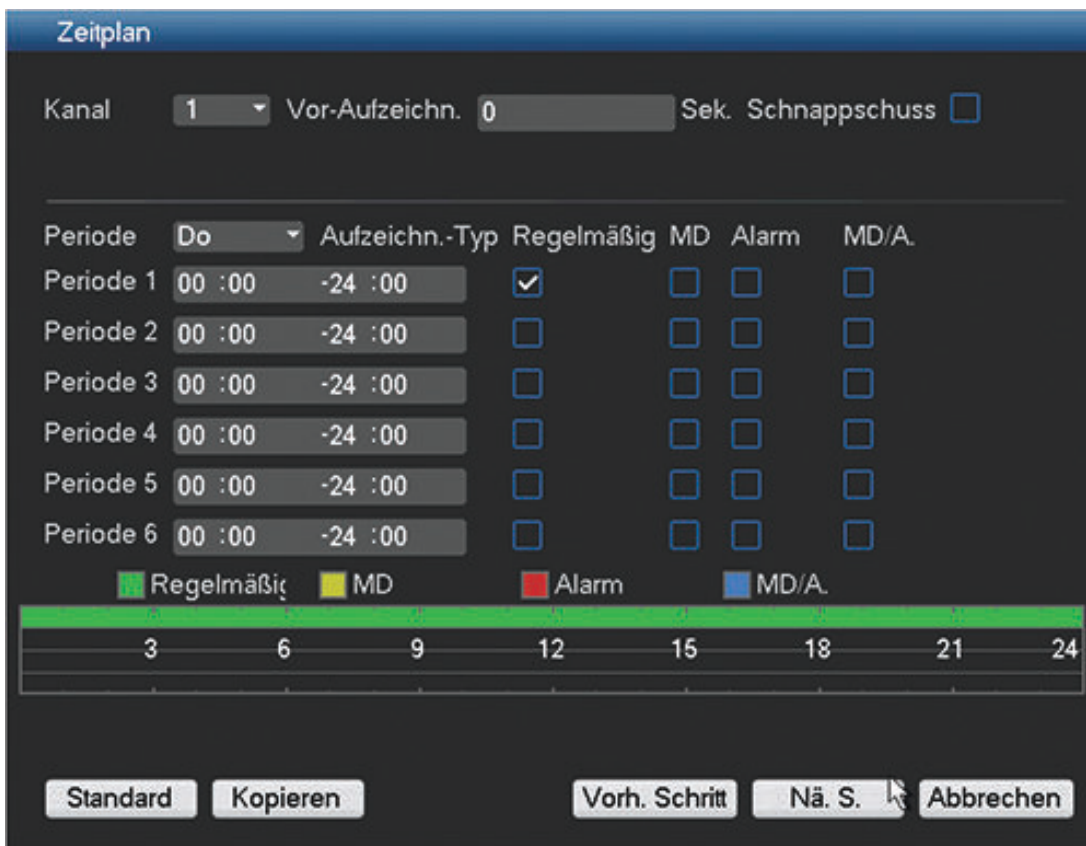 Zeitplan
Kanal 1 Vor-Aufzeichn. 0 Sek. Schnappschuss
Periode Do Aufzeichn.-Typ Regelmäßig MD Alarm MD/A.
Periode 1 00 :00 -24 :00
Periode 2 00 :00 -24 :00
Periode 3 00 :00 -24 :00
Periode 4 00 :00 -24 :00
Periode 5 00 :00 -24 :00
Periode 6 00 :00 -24 :00
Regelmäßig MD Alarm MD/A.
3 6 9 12 15 18 21 24
Standard Kopieren Vorh. Schritt Nä. S. Abbrechen